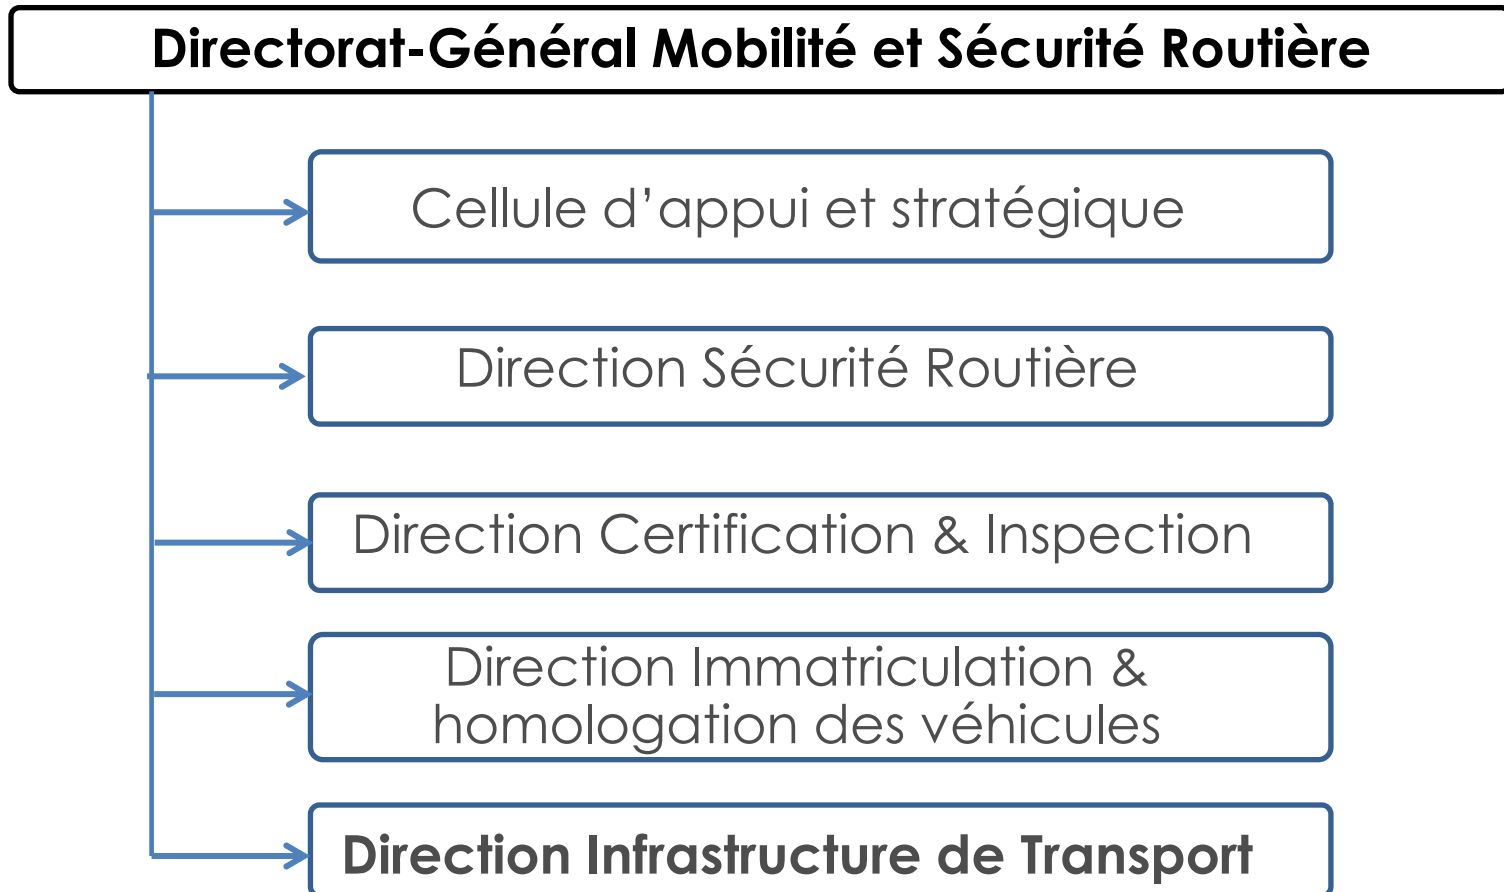 Directorat-Général Mobilité et Sécurité Routière
Cellule d’appui et stratégique
Direction Sécurité Routière
Direction Certification & Inspection
Direction Immatriculation &
homologation des véhicules
Direction Infrastructure de Transport